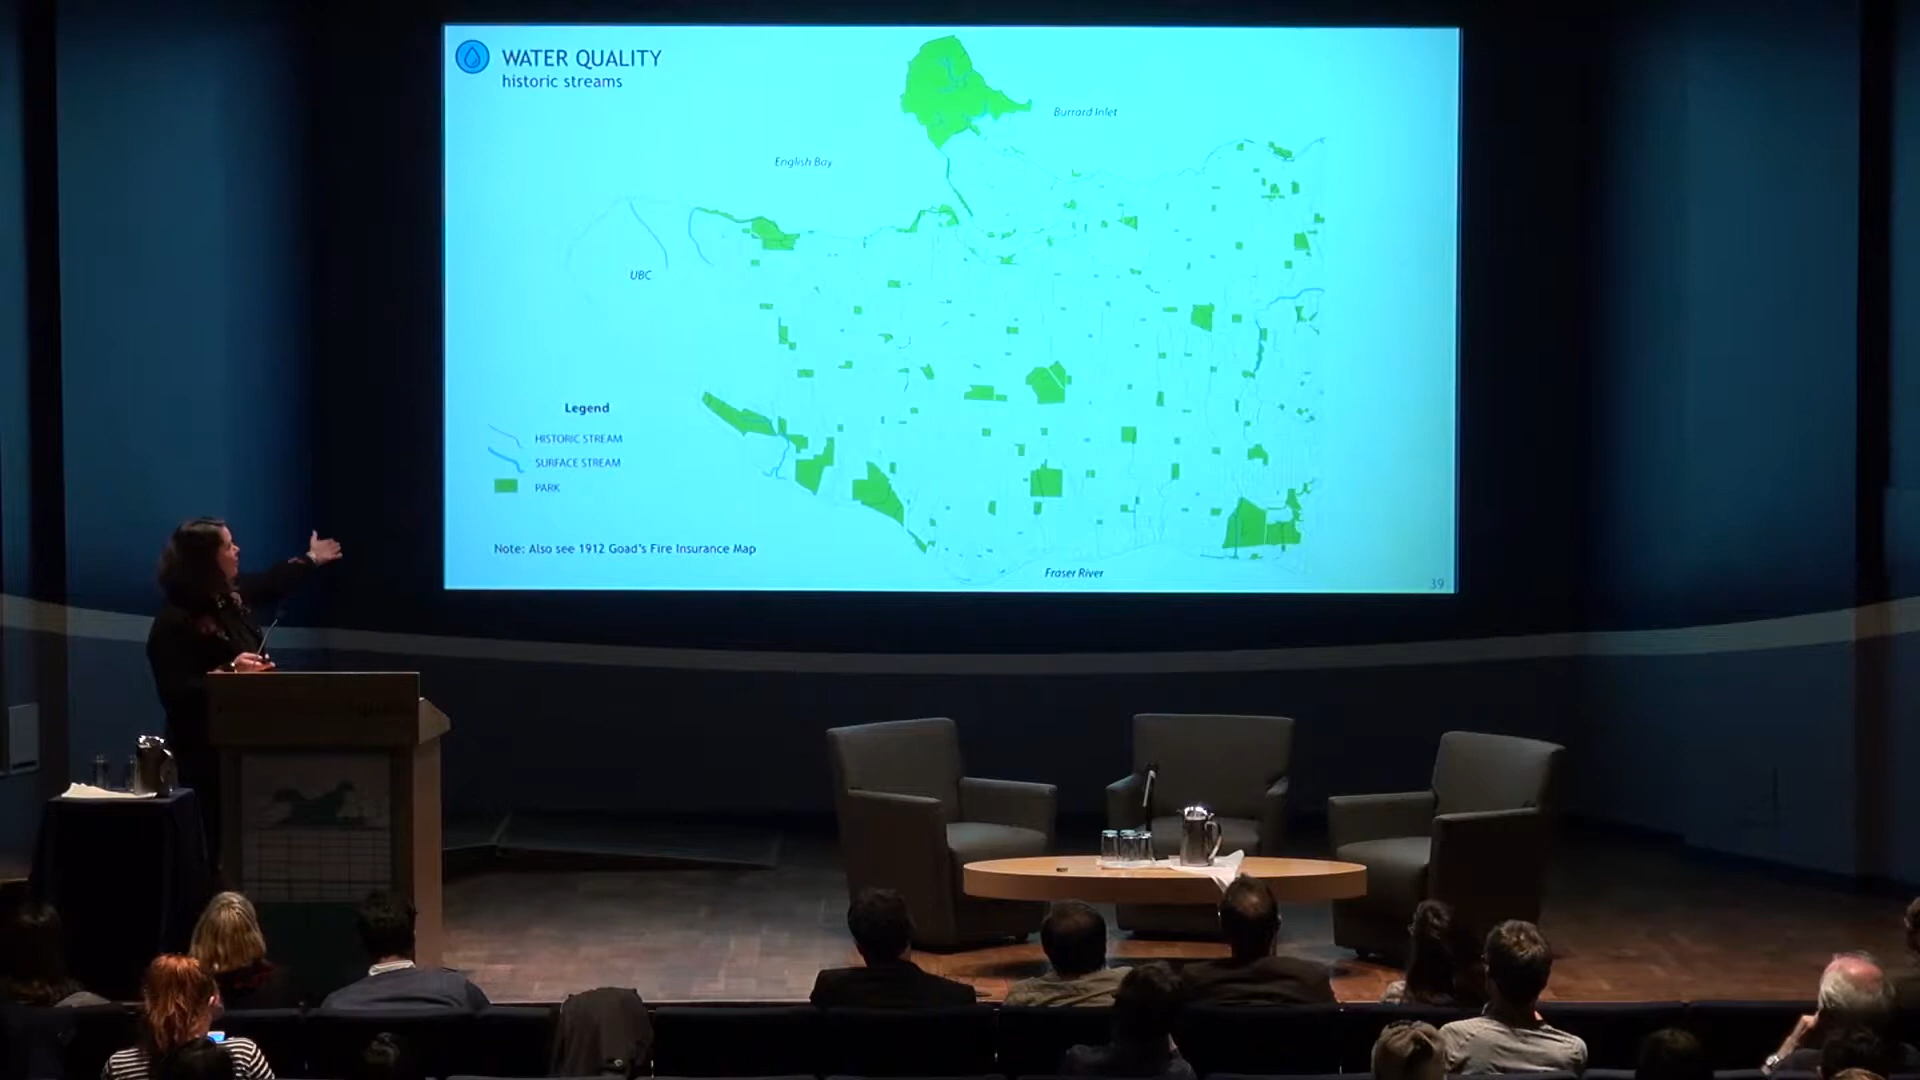 WATER QUALITY
historic streams
Burrard Inlet
English Bay
UBC
Legend
HISTORIC STREAM
SURFACE STREAM
PARK
Note: Also see 1912 Goad's Fire Insurance Map
Fraser River
39